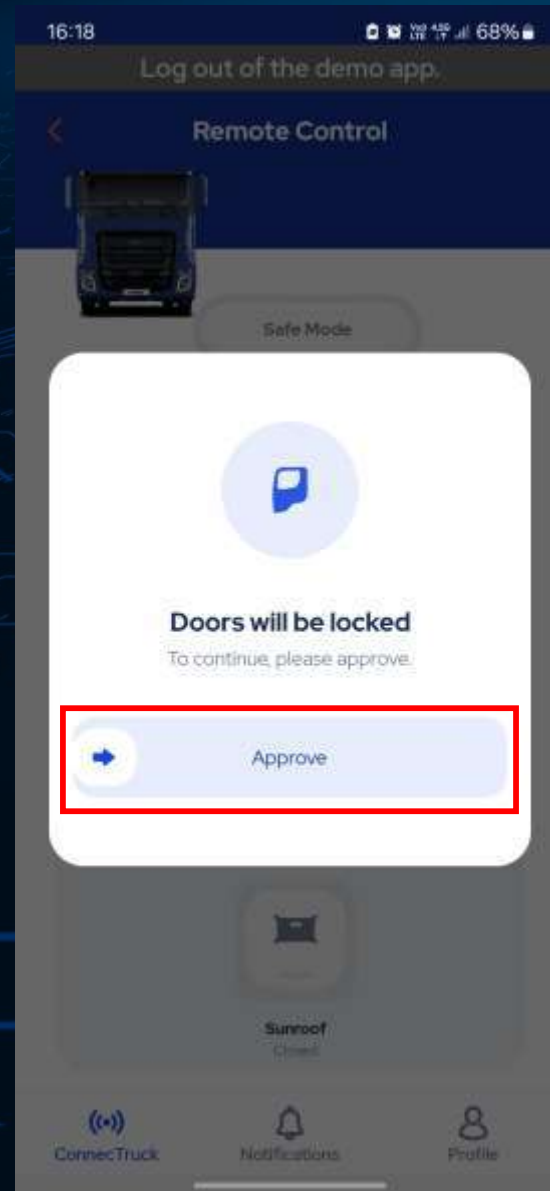 16:18
68%
Log out of the demo app.
Remote Control
Safe Mode
Doors will be locked
To continue, please approve.
Approve
Sunroof
Closed
ConnecTruck
Notifications
Profile